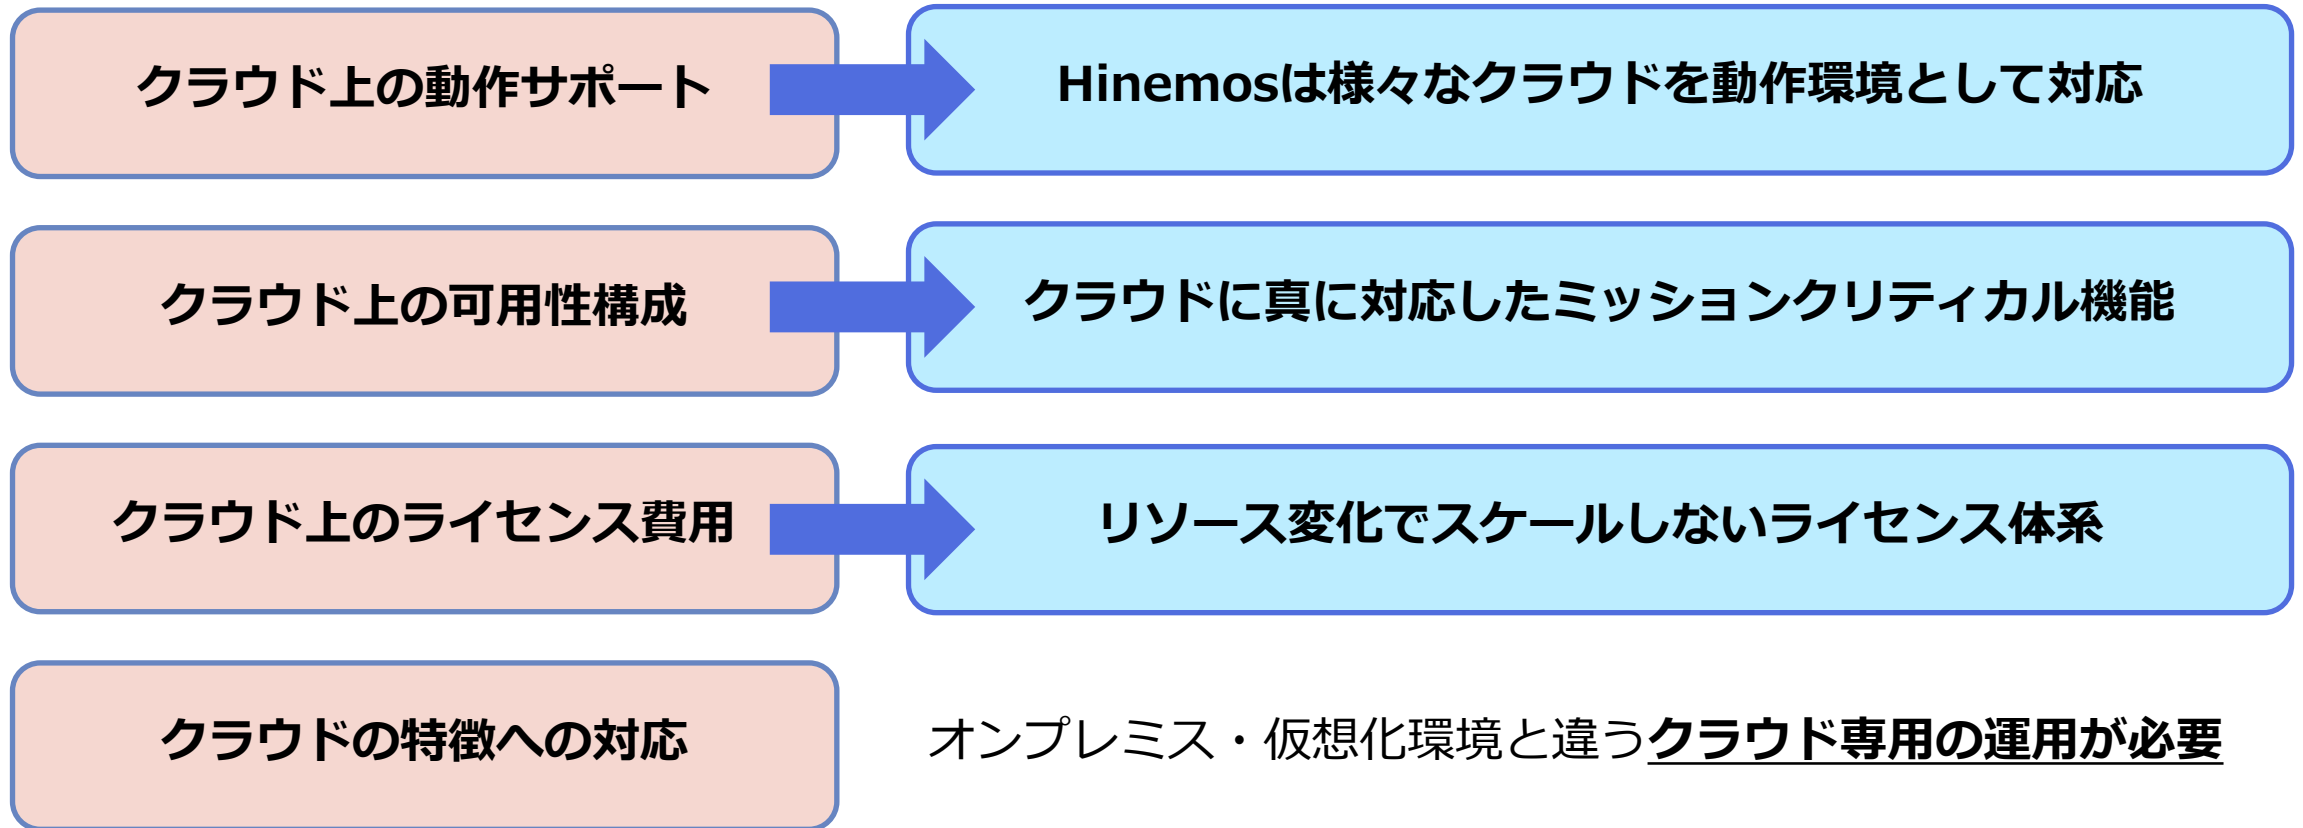 クラウド上の動作サポート
Hinemosは様々なクラウドを動作環境として対応
クラウド上の可用性構成
クラウドに真に対応したミッションクリティカル機能
クラウド上のライセンス費用
リソース変化でスケールしないライセンス体系
クラウドの特徴への対応
オンプレミス・仮想化環境と違うクラウド専用の運用が必要